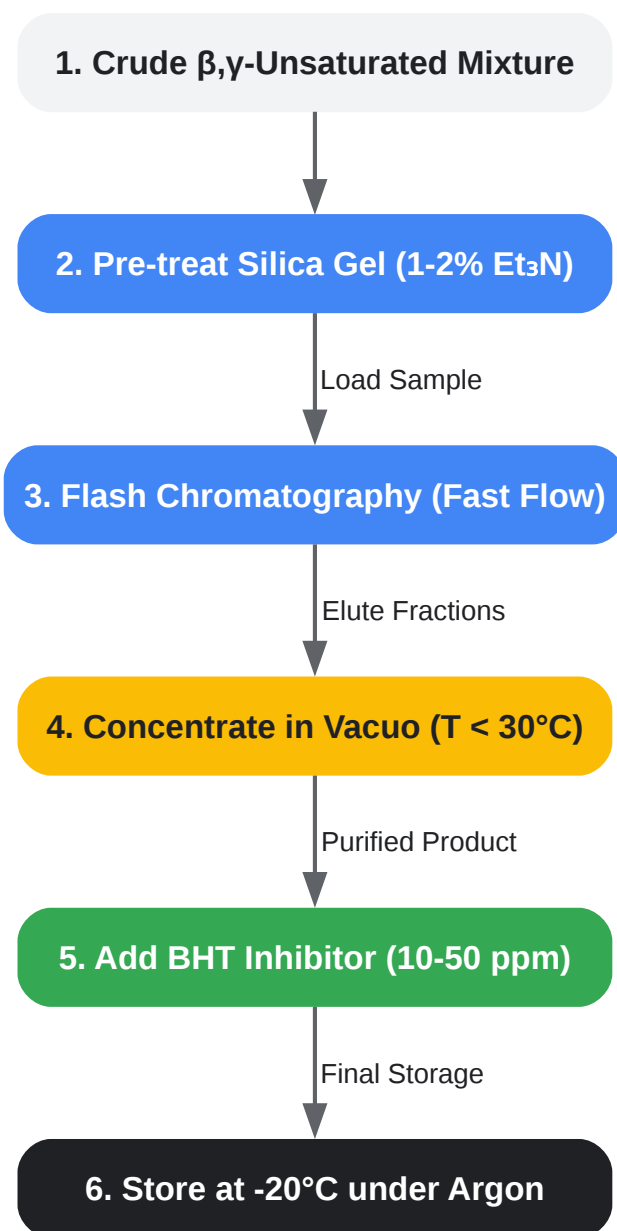 1. Crude β,γ-Unsaturated Mixture
2. Pre-treat Silica Gel (1-2% Et₃N)
Load Sample
3. Flash Chromatography (Fast Flow)
Elute Fractions
4. Concentrate in Vacuo (T < 30°C)
Purified Product
5. Add BHT Inhibitor (10-50 ppm)
Final Storage
6. Store at -20°C under Argon